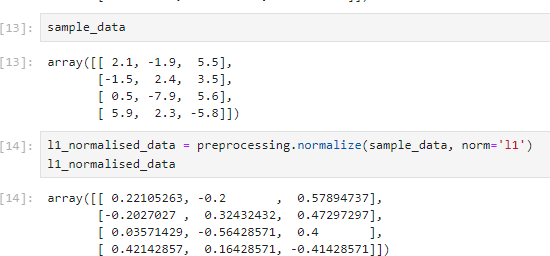 [13]: sample_data
[13]: array([[ 2.1, -1.9,  5.5],
       [-1.5,  2.4,  3.5],
       [ 0.5, -7.9,  5.6],
       [ 5.9,  2.3, -5.8]])
[14]: l1_normalised_data = preprocessing.normalize(sample_data, norm='l1')
l1_normalised_data
[14]: array([[ 0.22105263, -0.2       ,  0.57894737],
       [-0.2027027 ,  0.32432432,  0.47297297],
       [ 0.03571429, -0.56428571,  0.4       ],
       [ 0.42142857,  0.16428571, -0.41428571]])